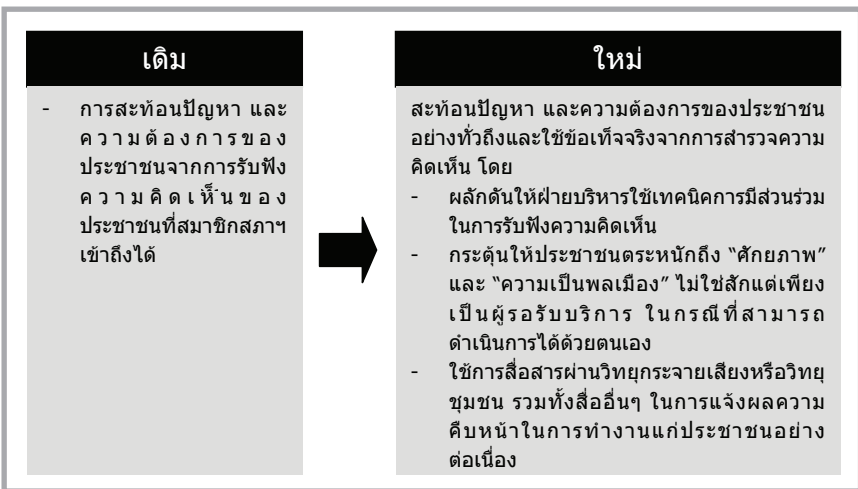 เดิม
- การสะท้อนปัญหา และ
ความต้องการของ
ประชาชนจากการรับฟัง
ความคิดเห็นของ
ประชาชนที่สมาชิกสภาฯ
เข้าถึงได้
ใหม่
สะท้อนปัญหา และความต้องการของประชาชน
อย่างทั่วถึงและใช้ข้อเท็จจริงจากการสำรวจความ
คิดเห็น โดย
- ผลักดันให้ฝ่ายบริหารใช้เทคนิคการมีส่วนร่วม
ในการรับฟังความคิดเห็น
- กระตุ้นให้ประชาชนตระหนักถึง “ศักยภาพ”
และ “ความเป็นพลเมือง” ไม่ใช่สักแต่เพียง
เป็นผู้รอรับบริการ ในกรณีที่สามารถ
ดำเนินการได้ด้วยตนเอง
- ใช้การสื่อสารผ่านวิทยุกระจายเสียงหรือวิทยุ
ชุมชน รวมทั้งสื่ออื่นๆ ในการแจ้งผลความ
คืบหน้าในการทำงานแก่ประชาชนอย่าง
ต่อเนื่อง